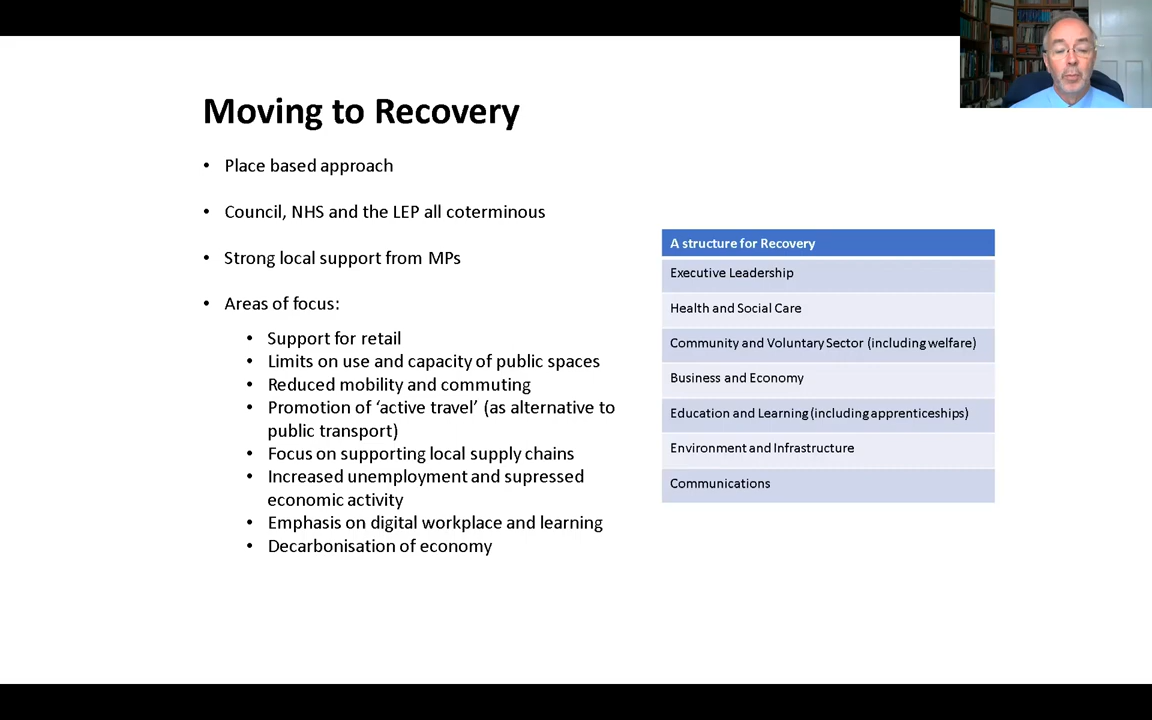 Moving to Recovery
• Place based approach
• Council, NHS and the LEP all coterminous
• Strong local support from MPs
• Areas of focus:
• Support for retail
• Limits on use and capacity of public spaces
• Reduced mobility and commuting
• Promotion of ‘active travel’ (as alternative to
public transport)
• Focus on supporting local supply chains
• Increased unemployment and supressed
economic activity
• Emphasis on digital workplace and learning
• Decarbonisation of economy
A structure for Recovery
Executive Leadership
Health and Social Care
Community and Voluntary Sector (including welfare)
Business and Economy
Education and Learning (including apprenticeships)
Environment and Infrastructure
Communications